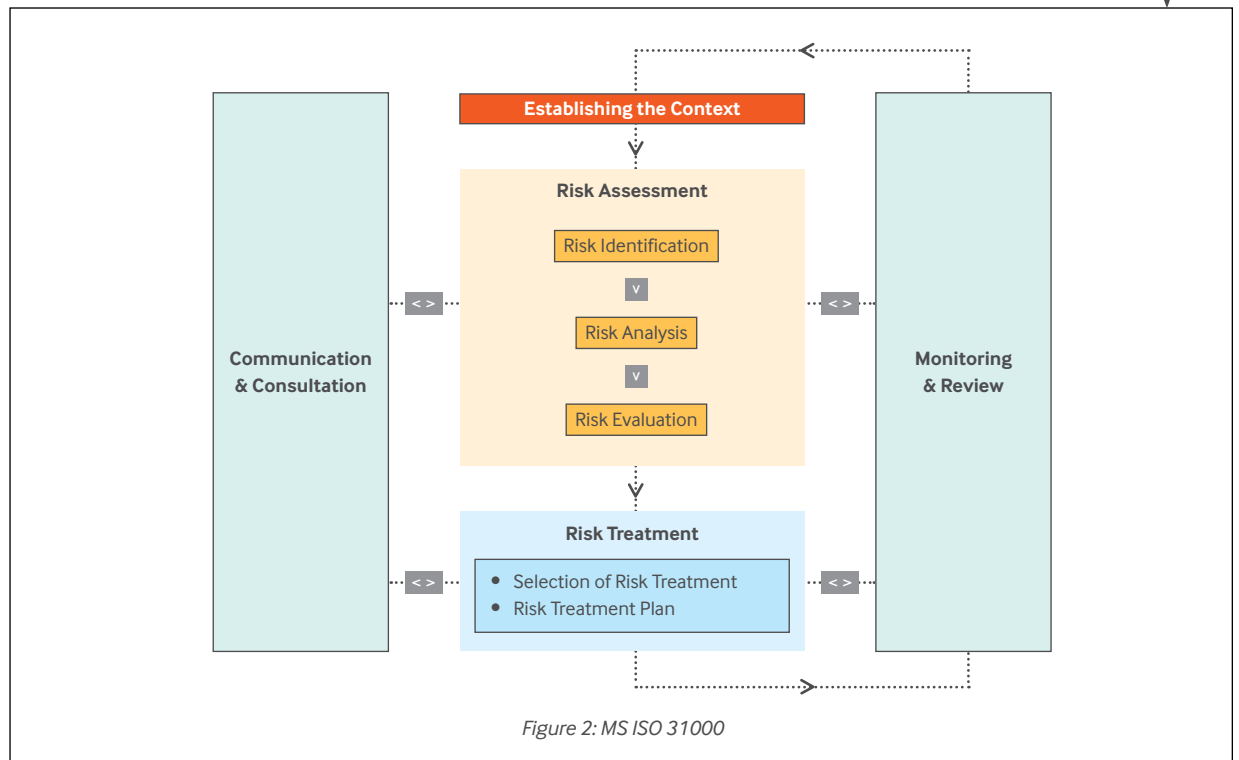 Establishing the Context
Risk Assessment
Risk Identification
v
Risk Analysis
v
Risk Evaluation
< >
< >
Communication
& Consultation
Monitoring
& Review
Risk Treatment
• Selection of Risk Treatment
• Risk Treatment Plan
< >
< >
Figure 2: MS ISO 31000